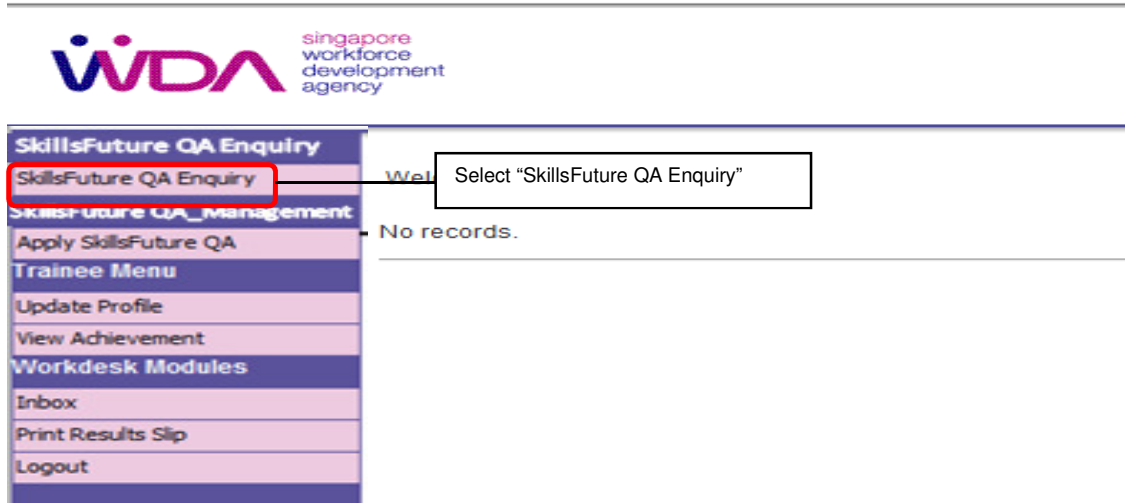 WDA
singapore
workforce
development
agency
SkillsFuture QA Enquiry
SkillsFuture QA Enquiry
SkillsFuture QA_Management
Apply SkillsFuture QA
Trainee Menu
Update Profile
View Achievement
Workdesk Modules
Inbox
Print Results Slip
Logout
Select “SkillsFuture QA Enquiry”
No records.